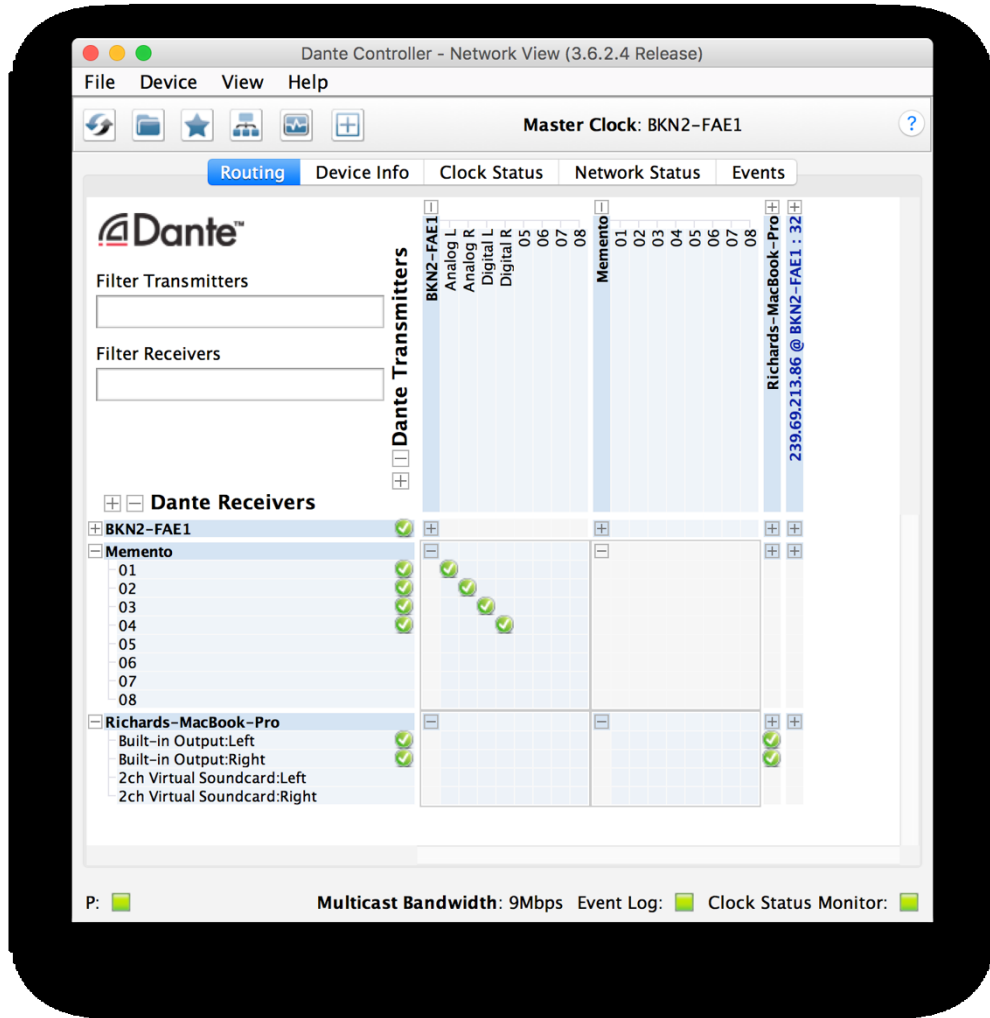 Dante Controller - Network View (3.6.2.4 Release)
File Device View Help
Master Clock: BKN2-FAE1
?
Routing Device Info Clock Status Network Status Events
Dante™
Filter Transmitters
Filter Receivers
Dante Transmitters
BKN2-FAE1
Analog L
Analog R
Digital L
Digital R
05
06
07
08
Memento
01
02
03
04
05
06
07
08
Richards-MacBook-Pro
239.69.213.86 @ BKN2-FAE1 : 32
Dante Receivers
BKN2-FAE1
Memento
01
02
03
04
05
06
07
08
Richards-MacBook-Pro
Built-in Output:Left
Built-in Output:Right
2ch Virtual Soundcard:Left
2ch Virtual Soundcard:Right
P: Multicast Bandwidth: 9Mbps Event Log: Clock Status Monitor: